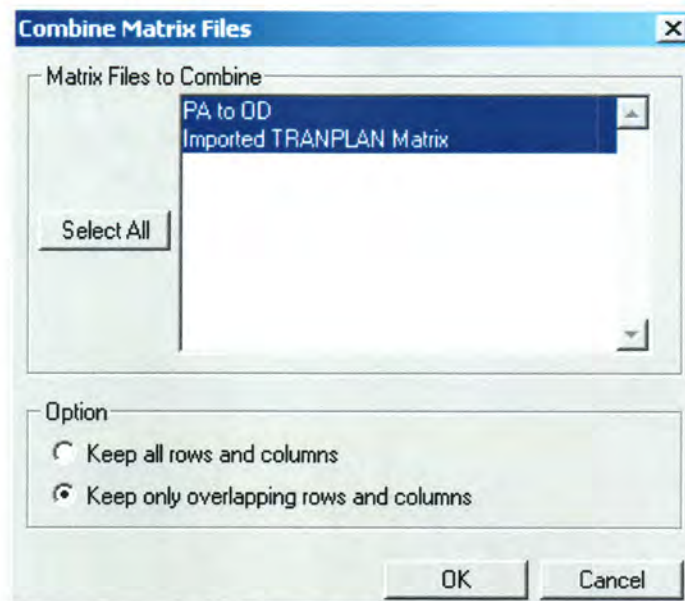 Combine Matrix Files
Matrix Files to Combine
PA to OD
Imported TRANPLAN Matrix
Select All
Option
Keep all rows and columns
Keep only overlapping rows and columns
OK
Cancel